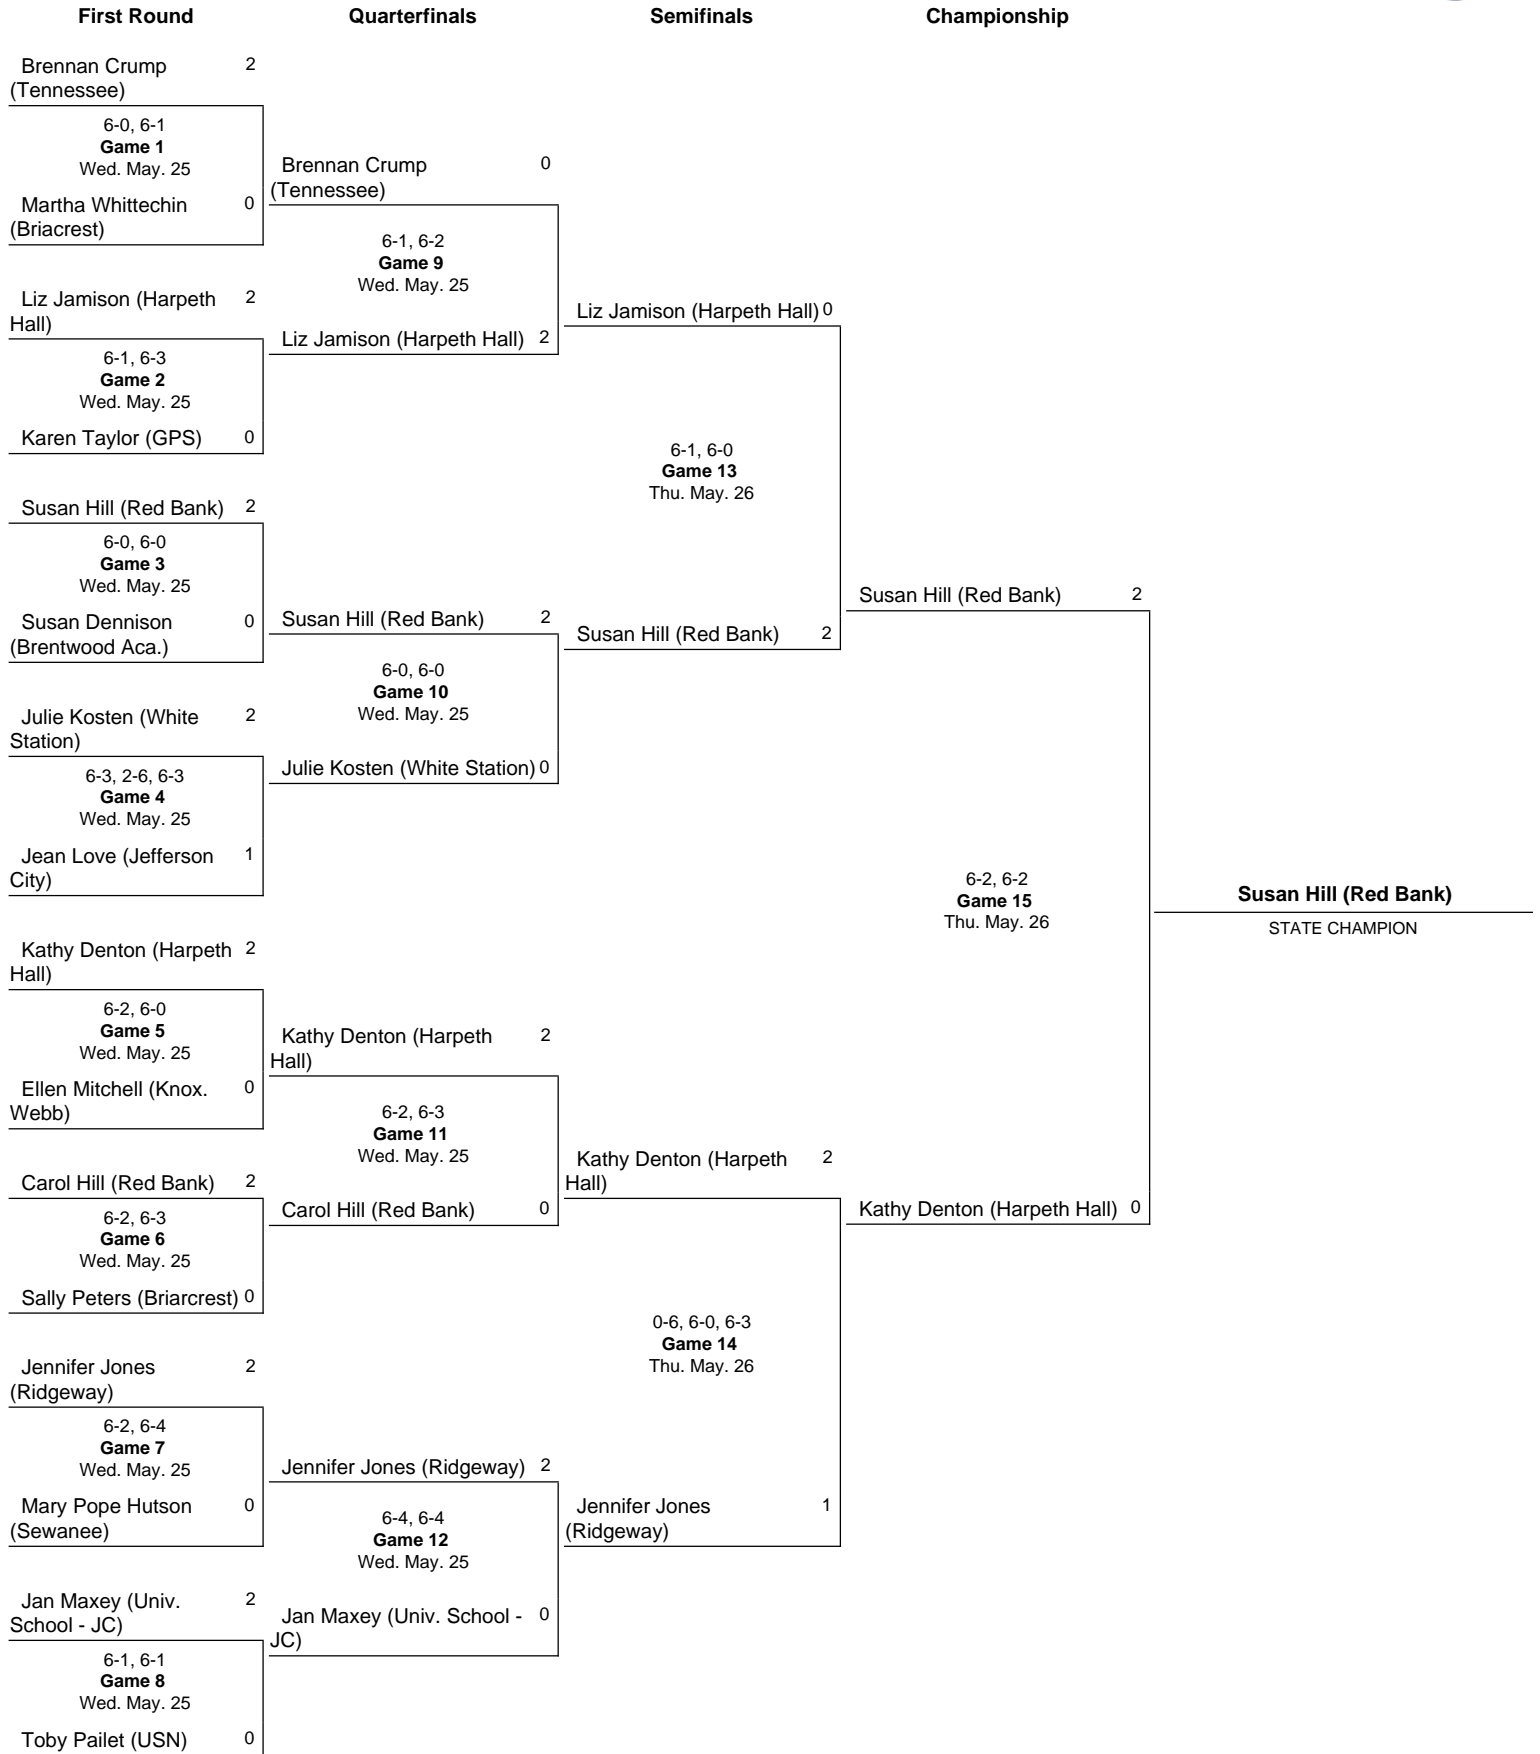 First Round
Quarterfinals
Semifinals
Championship
Brennan Crump 2
(Tennessee)
6-0, 6-1
Game 1
Wed. May. 25
Martha Whittechin 0
(Briacrest)
Liz Jamison (Harpeth 2
Hall)
6-1, 6-3
Game 2
Wed. May. 25
Karen Taylor (GPS) 0
Susan Hill (Red Bank) 2
6-0, 6-0
Game 3
Wed. May. 25
Susan Dennison 0
(Brentwood Aca.)
Julie Kosten (White 2
Station)
6-3, 2-6, 6-3
Game 4
Wed. May. 25
Jean Love (Jefferson 1
City)
Kathy Denton (Harpeth 2
Hall)
6-2, 6-0
Game 5
Wed. May. 25
Ellen Mitchell (Knox. 0
Webb)
Carol Hill (Red Bank) 2
6-2, 6-3
Game 6
Wed. May. 25
Sally Peters (Briarcrest) 0
Jennifer Jones 2
(Ridgeway)
6-2, 6-4
Game 7
Wed. May. 25
Mary Pope Hutson 0
(Sewanee)
Jan Maxey (Univ. 2
School - JC)
6-1, 6-1
Game 8
Wed. May. 25
Toby Pailet (USN) 0
Brennan Crump 0
(Tennessee)
6-1, 6-2
Game 9
Wed. May. 25
Liz Jamison (Harpeth Hall) 2
Susan Hill (Red Bank) 2
6-0, 6-0
Game 10
Wed. May. 25
Julie Kosten (White Station) 0
Kathy Denton (Harpeth 2
Hall)
6-2, 6-3
Game 11
Wed. May. 25
Carol Hill (Red Bank) 0
Jennifer Jones (Ridgeway) 2
6-4, 6-4
Game 12
Wed. May. 25
Jan Maxey (Univ. School - 0
JC)
Liz Jamison (Harpeth Hall) 0
6-1, 6-0
Game 13
Thu. May. 26
Susan Hill (Red Bank) 2
Kathy Denton (Harpeth 2
Hall)
0-6, 6-0, 6-3
Game 14
Thu. May. 26
Jennifer Jones 1
(Ridgeway)
Susan Hill (Red Bank) 2
6-2, 6-2
Game 15
Thu. May. 26
Kathy Denton (Harpeth Hall) 0
Susan Hill (Red Bank)
STATE CHAMPION